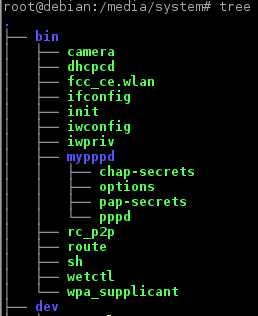 root@debian:/media/system# tree
.
├── bin
│   ├── camera
│   ├── dhcpcd
│   ├── fcc_ce.wlan
│   ├── ifconfig
│   ├── init
│   ├── iwconfig
│   ├── iwpriv
│   ├── mypppd
│   │   ├── chap-secrets
│   │   ├── options
│   │   ├── pap-secrets
│   │   └── pppd
│   ├── rc_p2p
│   ├── route
│   ├── sh
│   ├── wetctl
│   └── wpa_supplicant
├── dev